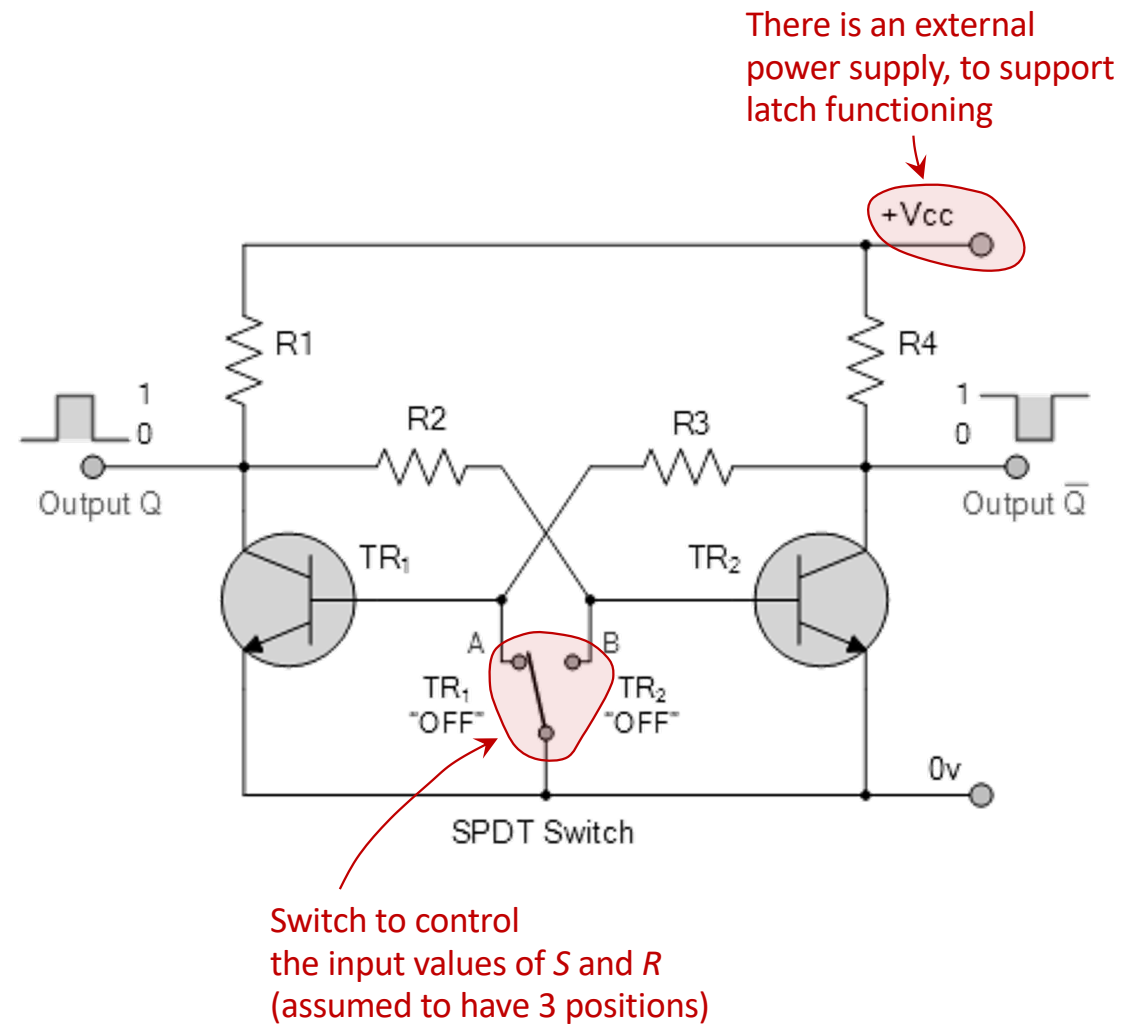 There is an external
power supply, to support
latch functioning
+Vcc
R1
R4
1
0
R2
R3
1
0
Output Q
Output Q̅
TR₁
TR₂
A
B
TR₁
"OFF"
TR₂
"OFF"
0v
SPDT Switch
Switch to control
the input values of S and R
(assumed to have 3 positions)